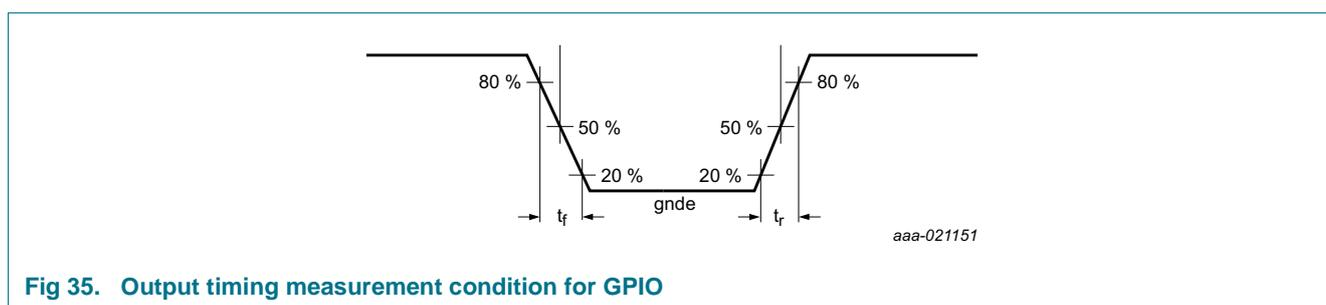 80 %
80 %
50 %
50 %
20 %
20 %
gnde
tf
tr
aaa-021151
Fig 35. Output timing measurement condition for GPIO